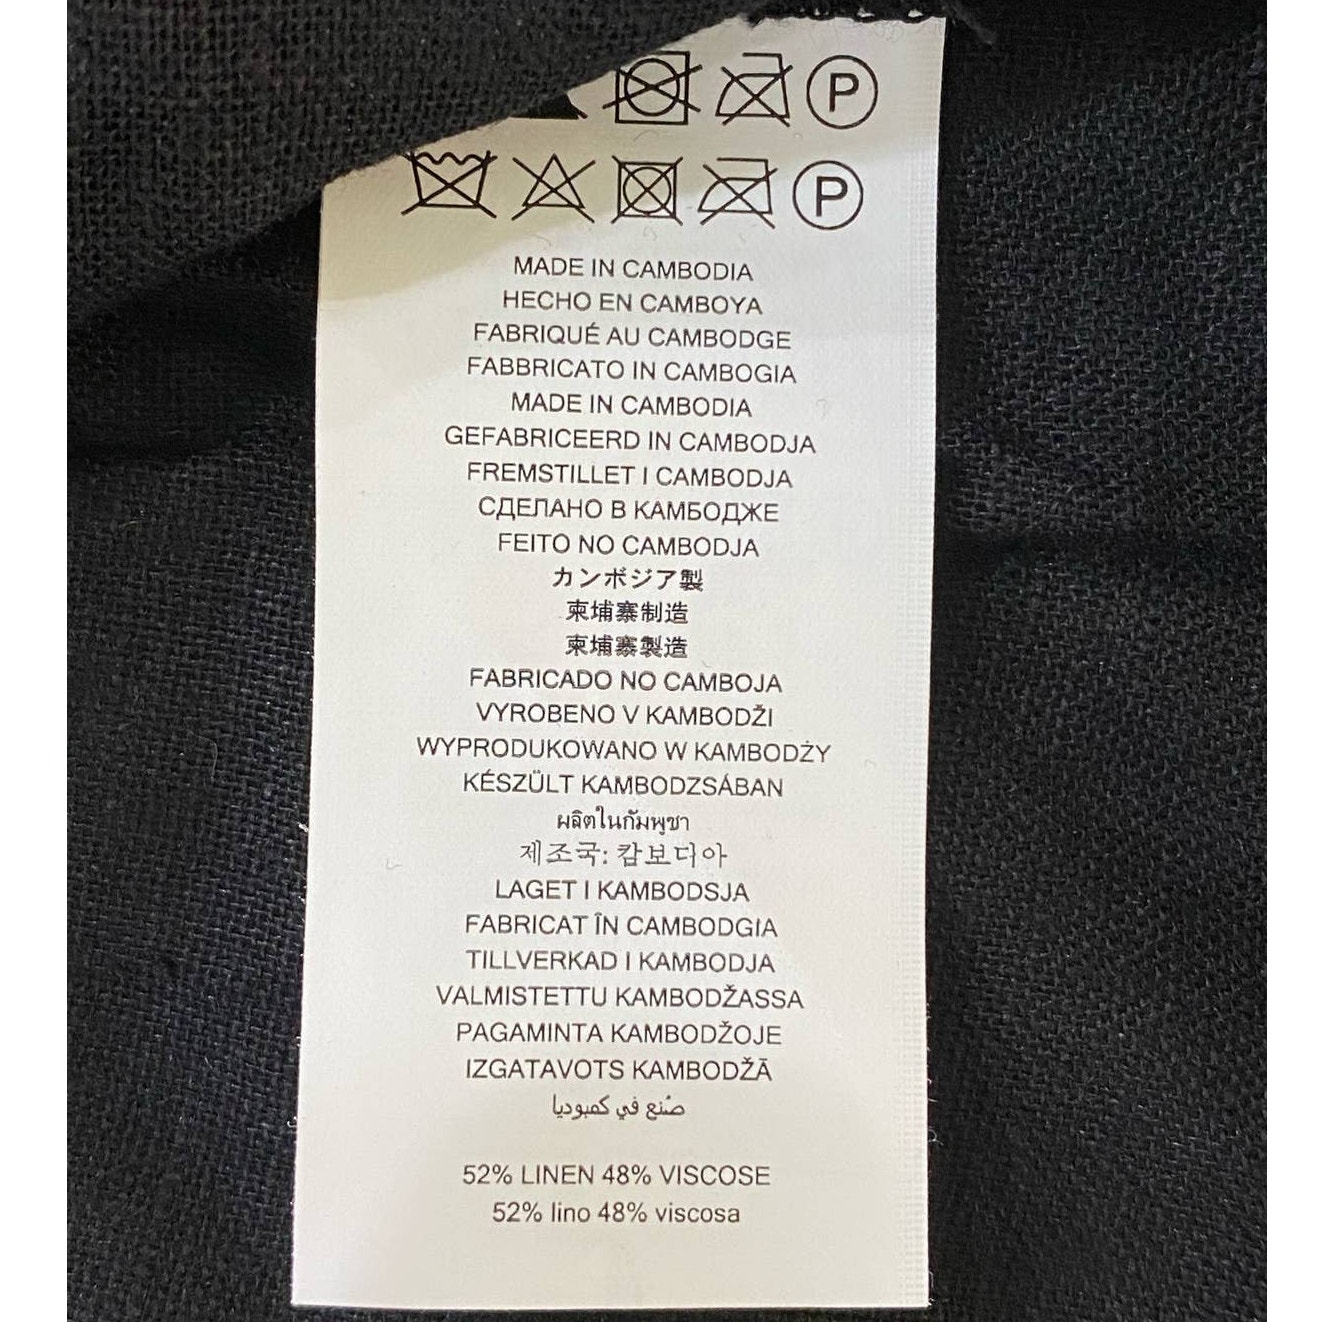 P
P
MADE IN CAMBODIA
HECHO EN CAMBOYA
FABRIQUÉ AU CAMBODGE
FABBRICATO IN CAMBOGIA
MADE IN CAMBODIA
GEFABRICEERD IN CAMBODJA
FREMSTILLET I CAMBODJA
СДЕЛАНО В КАМБОДЖЕ
FEITO NO CAMBODJA
カンボジア製
柬埔寨制造
柬埔寨製造
FABRICADO NO CAMBOJA
VYROBENO V KAMBODŽI
WYPRODUKOWANO W KAMBODŻY
KÉSZÜLT KAMBODZSÁBAN
ผลิตในกัมพูชา
제조국: 캄보디아
LAGET I KAMBODSJA
FABRICAT ÎN CAMBODGIA
TILLVERKAD I KAMBODJA
VALMISTETTU KAMBODŽASSA
PAGAMINTA KAMBODŽOJE
IZGATAVOTS KAMBODŽĀ
صُنع في كمبوديا
52% LINEN 48% VISCOSE
52% lino 48% viscosa